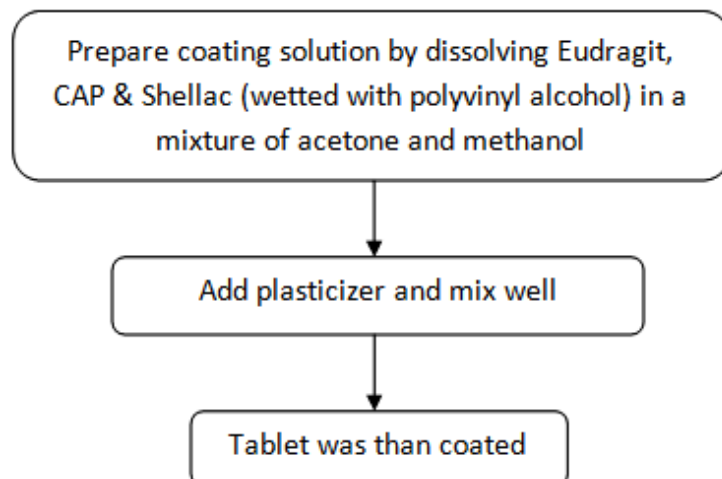 Prepare coating solution by dissolving Eudragit,
CAP & Shellac (wetted with polyvinyl alcohol) in a
mixture of acetone and methanol
Add plasticizer and mix well
Tablet was than coated